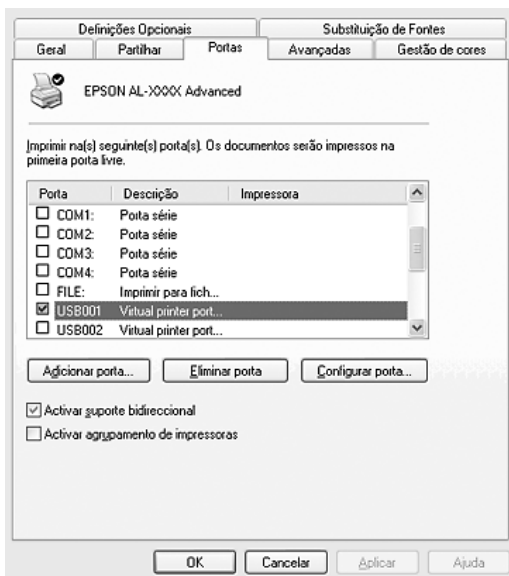 Definições Opcionais Substituição de Fontes
Geral Partilhar Portas Avançadas Gestão de cores
EPSON AL-XXXX Advanced
Imprimir na(s) seguinte(s) porta(s). Os documentos serão impressos na
primeira porta livre.
Porta Descrição Impressora
COM1: Porta série
COM2: Porta série
COM3: Porta série
COM4: Porta série
FILE: Imprimir para fich...
USB001 Virtual printer port...
USB002 Virtual printer port...
Adicionar porta... Eliminar porta Configurar porta...
Activar suporte bidireccional
Activar agrupamento de impressoras
OK Cancelar Aplicar Ajuda